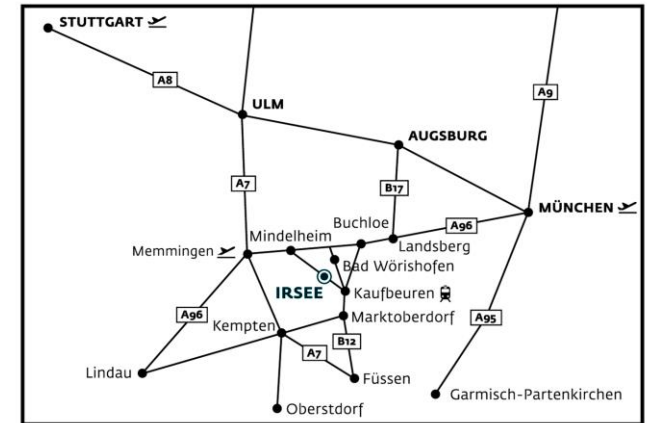 STUTTGART
A8
A9
ULM
AUGSBURG
A7
B17
MÜNCHEN
Buchloe
A96
Mindelheim
Landsberg
Memmingen
Bad Wörishofen
IRSEE
Kaufbeuren
A96
Kempten
Marktoberdorf
A95
B12
A7
Lindau
Füssen
Garmisch-Partenkirchen
Oberstdorf